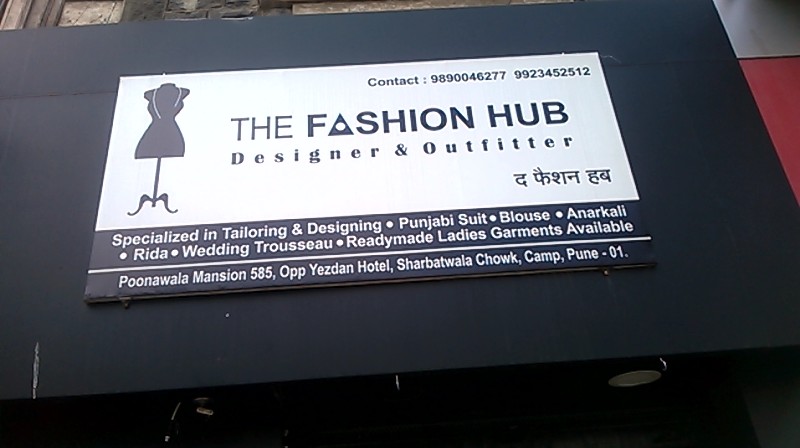 Contact : 9890046277 9923452512
THE FASHION HUB
Designer & Outfitter
द फैशन हब
Specialized in Tailoring & Designing • Punjabi Suit • Blouse • Anarkali
• Rida • Wedding Trousseau • Readymade Ladies Garments Available
Poonawala Mansion 585, Opp Yezdan Hotel, Sharbatwala Chowk, Camp, Pune - 01.